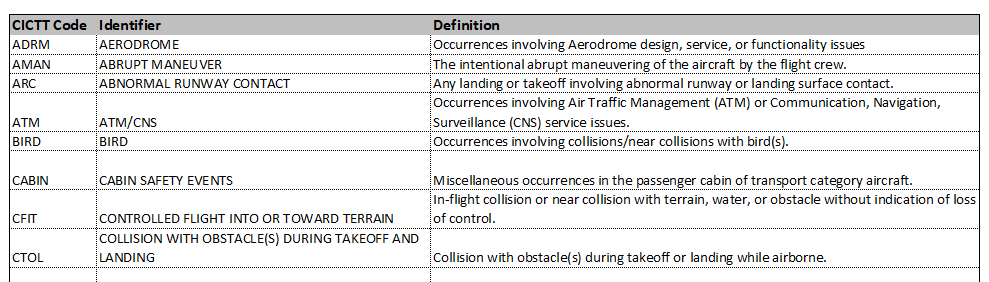 CICTT Code Identifier Definition
ADRM AERODROME Occurrences involving Aerodrome design, service, or functionality issues
AMAN ABRUPT MANEUVER The intentional abrupt maneuvering of the aircraft by the flight crew.
ARC ABNORMAL RUNWAY CONTACT Any landing or takeoff involving abnormal runway or landing surface contact.
Occurrences involving Air Traffic Management (ATM) or Communication, Navigation,
ATM ATM/CNS Surveillance (CNS) service issues.
BIRD BIRD Occurrences involving collisions/near collisions with bird(s).
CABIN CABIN SAFETY EVENTS Miscellaneous occurrences in the passenger cabin of transport category aircraft.
In-flight collision or near collision with terrain, water, or obstacle without indication of loss
CFIT CONTROLLED FLIGHT INTO OR TOWARD TERRAIN of control.
COLLISION WITH OBSTACLE(S) DURING TAKEOFF AND
CTOL LANDING Collision with obstacle(s) during takeoff or landing while airborne.